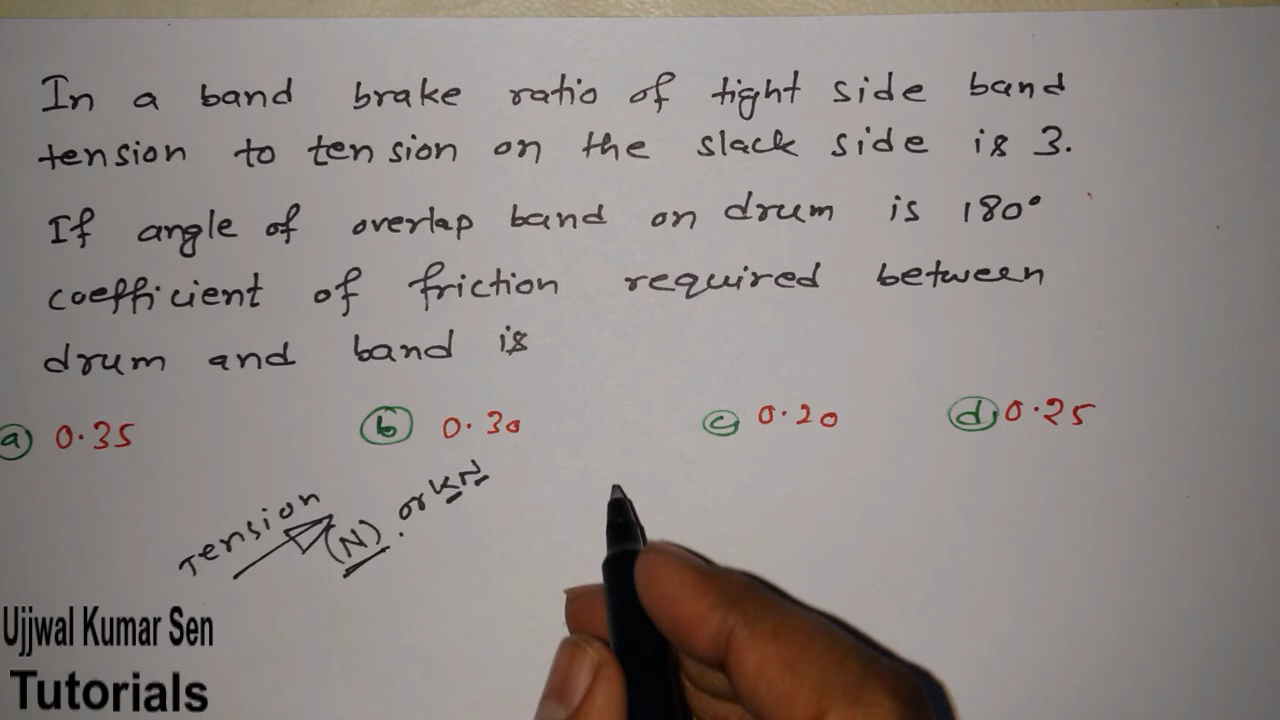 In a band brake ratio of tight side band
tension to tension on the slack side is 3.
If angle of overlap band on drum is 180°
coefficient of friction required between
drum and band is
a 0.35 b 0.30 c 0.20 d 0.25
Tension (N). or kN
Ujjwal Kumar Sen
Tutorials